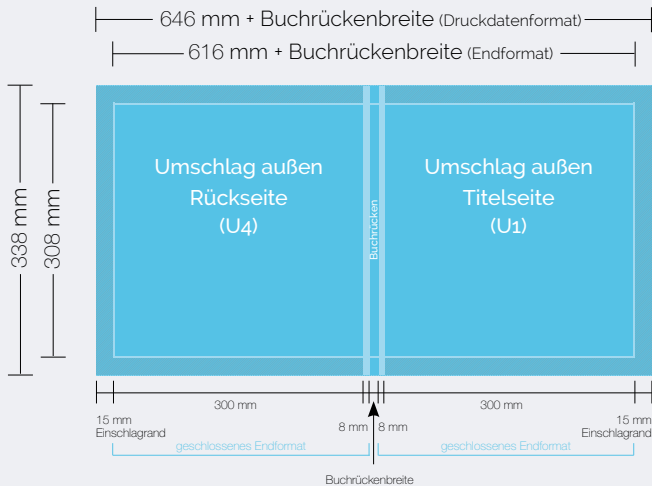 646 mm + Buchrückenbreite (Druckdatenformat)
616 mm + Buchrückenbreite (Endformat)
338 mm
308 mm
Umschlag außen
Rückseite
(U4)
Buchrücken
Umschlag außen
Titelseite
(U1)
300 mm
300 mm
15 mm
Einschlagrand
8 mm
8 mm
15 mm
Einschlagrand
geschlossenes Endformat
geschlossenes Endformat
Buchrückenbreite